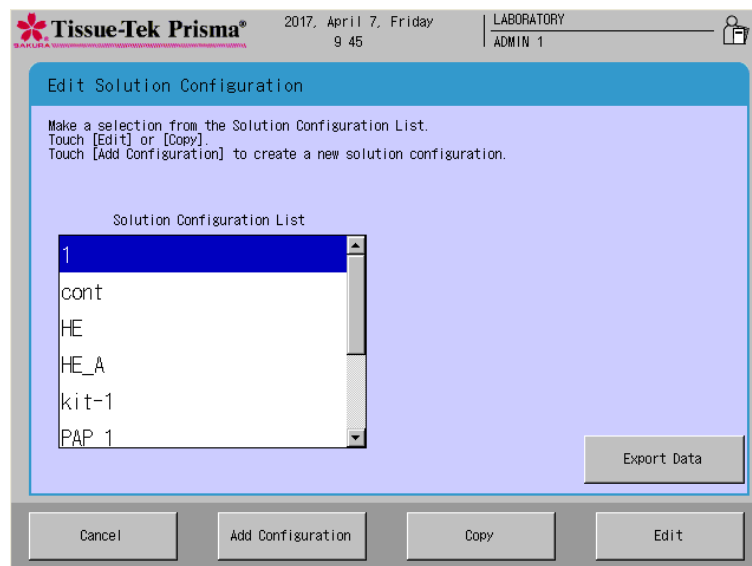 Tissue-Tek Prisma®
SAKURA
2017, April 7, Friday
9 45
LABORATORY
ADMIN 1
Edit Solution Configuration
Make a selection from the Solution Configuration List.
Touch [Edit] or [Copy].
Touch [Add Configuration] to create a new solution configuration.
Solution Configuration List
1
cont
HE
HE_A
kit-1
PAP 1
Export Data
Cancel
Add Configuration
Copy
Edit